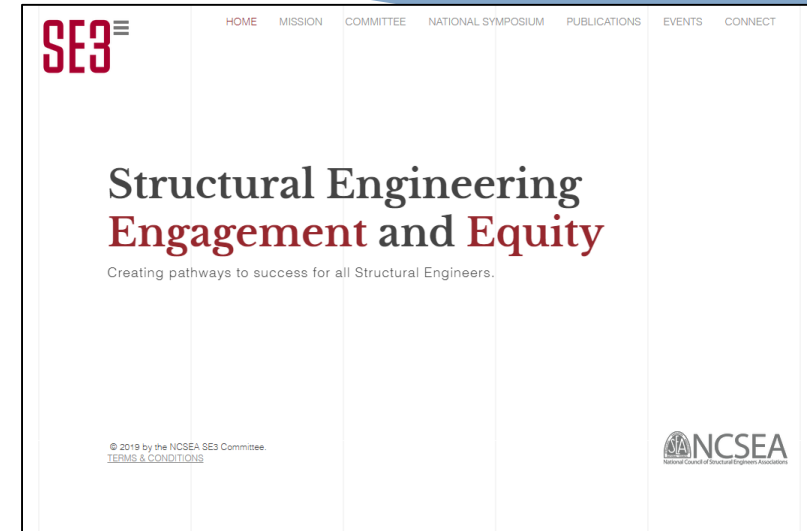 SE3
HOME MISSION COMMITTEE NATIONAL SYMPOSIUM PUBLICATIONS EVENTS CONNECT
Structural Engineering
Engagement and Equity
Creating pathways to success for all Structural Engineers.
© 2019 by the NCSEA SE3 Committee.
TERMS & CONDITIONS
NCSEA
National Council of Structural Engineers Associations